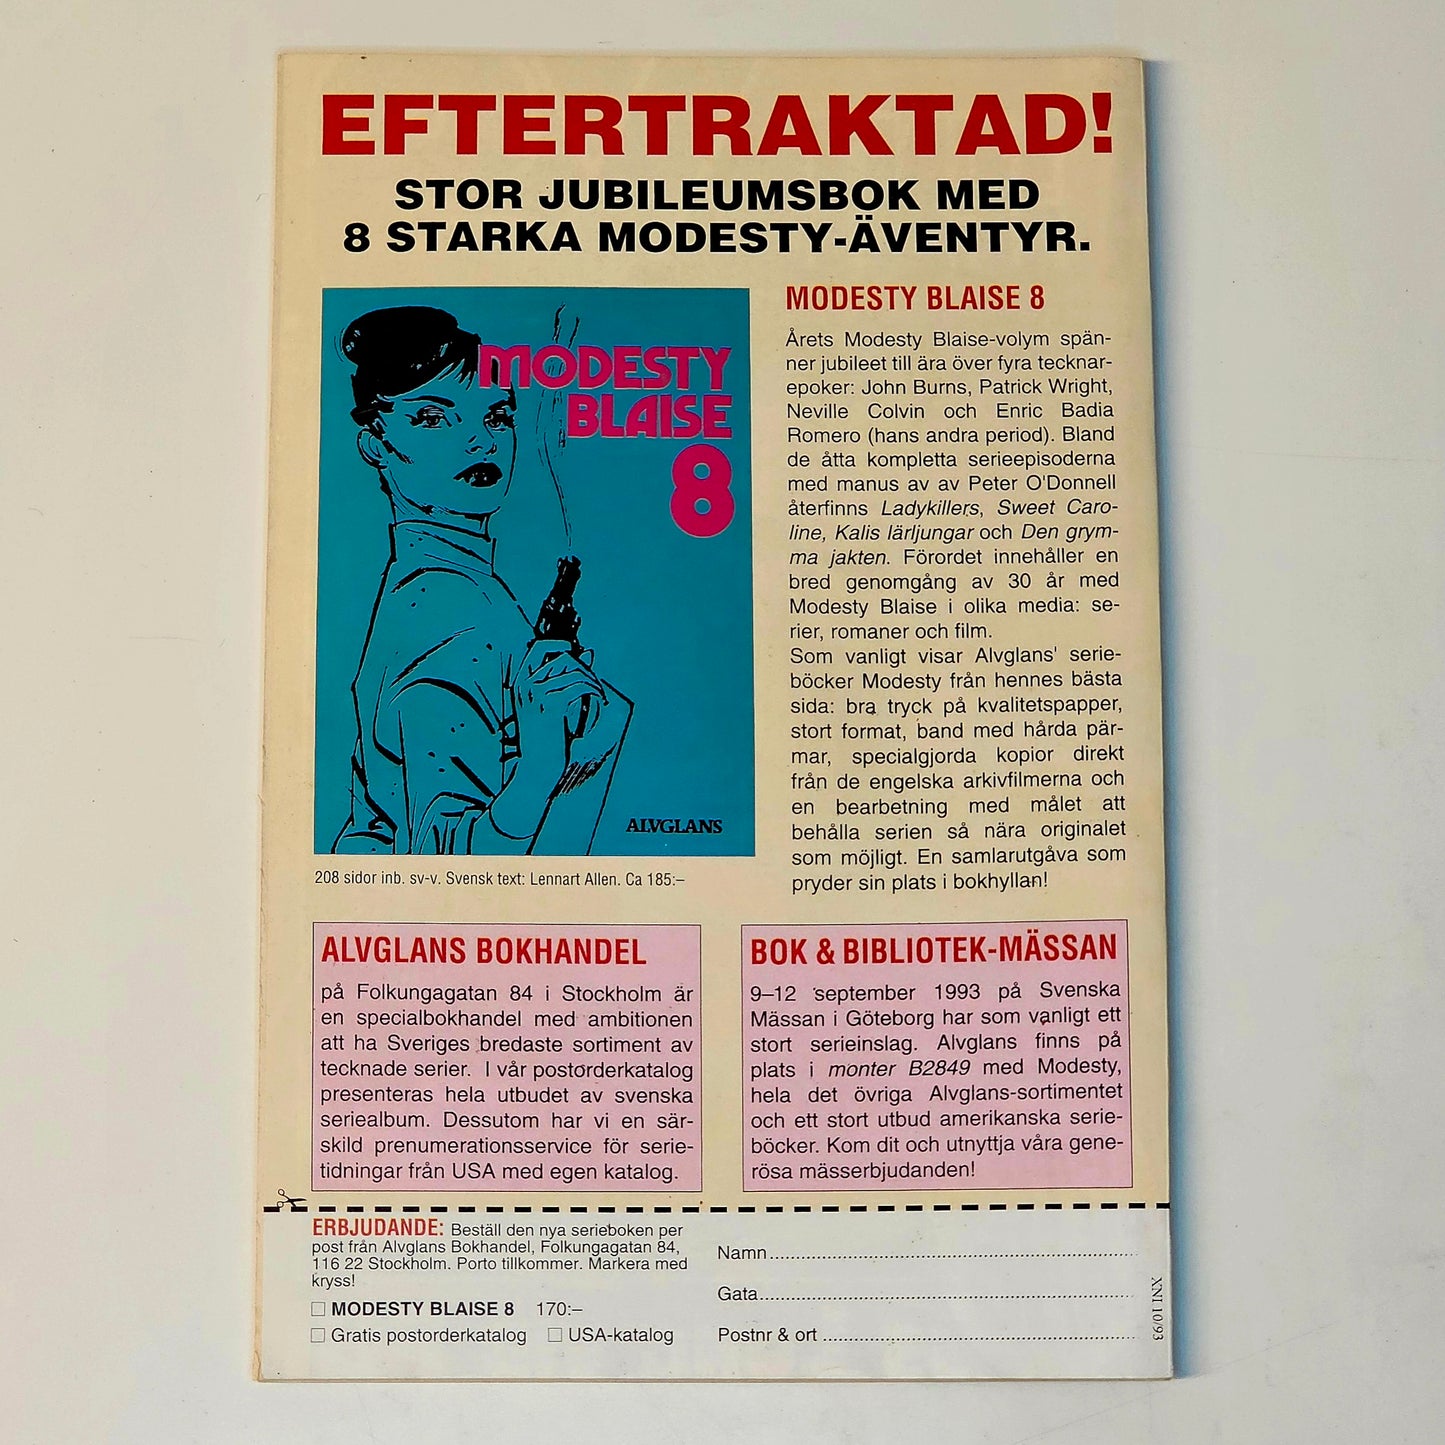 EFTERTRAKTAD!
STOR JUBILEUMSBOK MED
8 STARKA MODESTY-ÄVENTYR.
MODESTY
BLAISE
8
ALVGLANS
208 sidor inb. sv-v. Svensk text: Lennart Allen. Ca 185:–
MODESTY BLAISE 8
Årets Modesty Blaise-volym spän-
ner jubileet till ära över fyra tecknar-
epoker: John Burns, Patrick Wright,
Neville Colvin och Enric Badia
Romero (hans andra period). Bland
de åtta kompletta serieepisoderna
med manus av av Peter O'Donnell
återfinns Ladykillers, Sweet Caro-
line, Kalis lärljungar och Den grym-
ma jakten. Förordet innehåller en
bred genomgång av 30 år med
Modesty Blaise i olika media: se-
rier, romaner och film.
Som vanligt visar Alvglans' serie-
böcker Modesty från hennes bästa
sida: bra tryck på kvalitetspapper,
stort format, band med hårda pär-
mar, specialgjorda kopior direkt
från de engelska arkivfilmerna och
en bearbetning med målet att
behålla serien så nära originalet
som möjligt. En samlarutgåva som
pryder sin plats i bokhyllan!
ALVGLANS BOKHANDEL
på Folkungagatan 84 i Stockholm är
en specialbokhandel med ambitionen
att ha Sveriges bredaste sortiment av
tecknade serier. I vår postorderkatalog
presenteras hela utbudet av svenska
seriealbum. Dessutom har vi en sär-
skild prenumerationsservice för serie-
tidningar från USA med egen katalog.
BOK & BIBLIOTEK-MÄSSAN
9–12 september 1993 på Svenska
Mässan i Göteborg har som vanligt ett
stort serieinslag. Alvglans finns på
plats i monter B2849 med Modesty,
hela det övriga Alvglans-sortimentet
och ett stort utbud amerikanska serie-
böcker. Kom dit och utnyttja våra gene-
rösa mässerbjudanden!
ERBJUDANDE: Beställ den nya serieboken per
post från Alvglans Bokhandel, Folkungagatan 84,
116 22 Stockholm. Porto tillkommer. Markera med
kryss!
MODESTY BLAISE 8 170:–
Gratis postorderkatalog USA-katalog
Namn
Gata
Postnr & ort
XNI 10/93